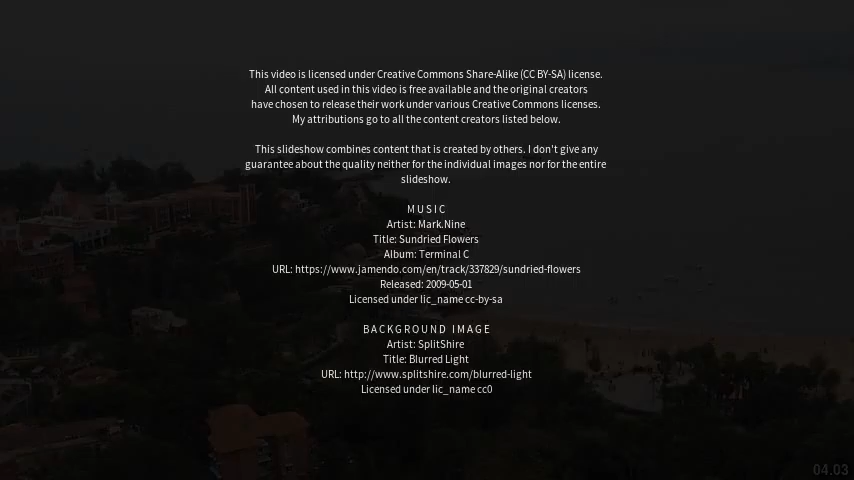 This video is licensed under Creative Commons Share-Alike (CC BY-SA) license.
All content used in this video is free available and the original creators
have chosen to release their work under various Creative Commons licenses.
My attributions go to all the content creators listed below.
This slideshow combines content that is created by others. I don't give any
guarantee about the quality neither for the individual images nor for the entire
slideshow.
MUSIC
Artist: Mark.Nine
Title: Sundried Flowers
Album: Terminal C
URL: https://www.jamendo.com/en/track/337829/sundried-flowers
Released: 2009-05-01
Licensed under lic_name cc-by-sa
BACKGROUND IMAGE
Artist: SplitShire
Title: Blurred Light
URL: http://www.splitshire.com/blurred-light
Licensed under lic_name cc0
04.03